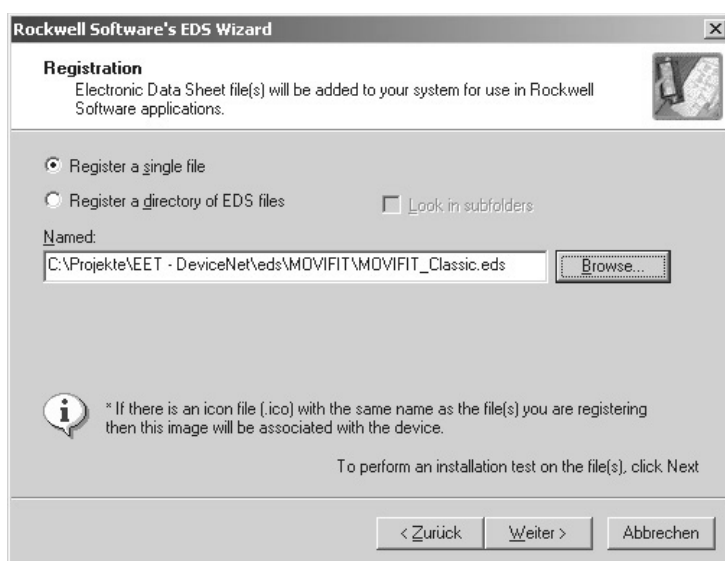 Rockwell Software's EDS Wizard
Registration
Electronic Data Sheet file(s) will be added to your system for use in Rockwell
Software applications.
Register a single file
Register a directory of EDS files
Look in subfolders
Named:
C:\Projekte\EET - DeviceNet\eds\MOVIFIT\MOVIFIT_Classic.eds
Browse...
* If there is an icon file (.ico) with the same name as the file(s) you are registering
then this image will be associated with the device.
To perform an installation test on the file(s), click Next
< Zurück
Weiter >
Abbrechen